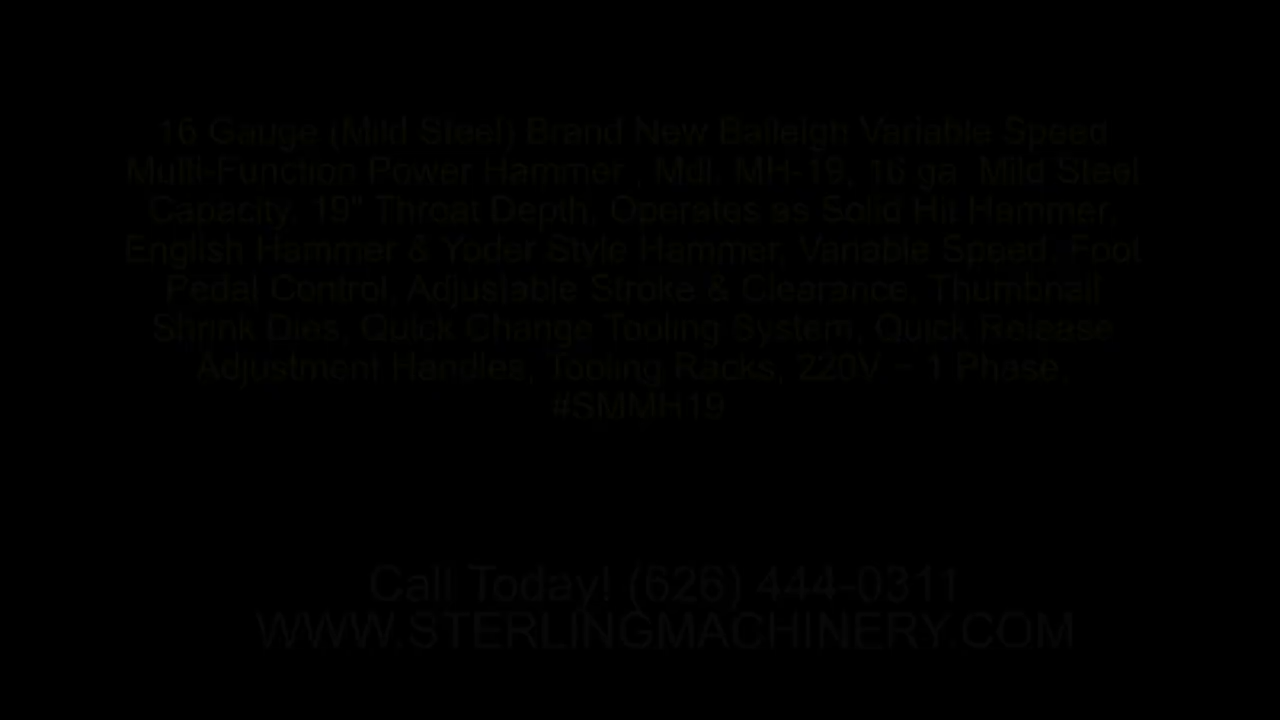 16 Gauge (Mild Steel) Brand New Baileigh Variable Speed
Multi-Function Power Hammer , Mdl. MH-19, 16 ga. Mild Steel
Capacity, 19" Throat Depth, Operates as Solid Hit Hammer,
English Hammer & Yoder Style Hammer, Variable Speed, Foot
Pedal Control, Adjustable Stroke & Clearance, Thumbnail
Shrink Dies, Quick Change Tooling System, Quick Release
Adjustment Handles, Tooling Racks, 220V ~ 1 Phase,
#SMMH19
Call Today! (626) 444-0311
WWW.STERLINGMACHINERY.COM